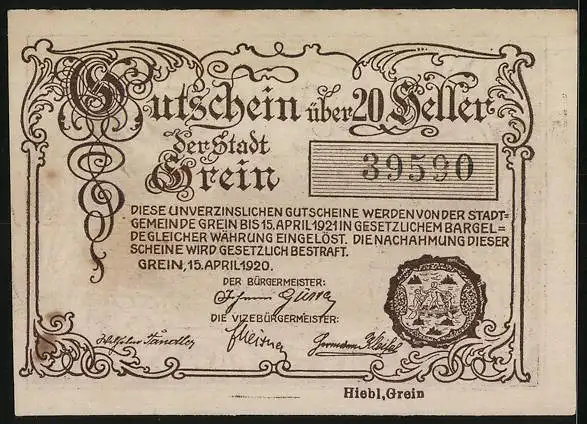 Gutschein über 20 Heller
der Stadt
Grein
39590
DIESE UNVERZINSLICHEN GUTSCHEINE WERDEN VON DER STADT=
GEMEINDE GREIN BIS 15. APRIL 1921 IN GESETZLICHEM BARGEL=
DE GLEICHER WÄHRUNG EINGELÖST. DIE NACHAHMUNG DIESER
SCHEINE WIRD GESETZLICH BESTRAFT.
GREIN, 15. APRIL 1920.
DER BÜRGERMEISTER:
DIE VIZEBÜRGERMEISTER:
Hiebl, Grein